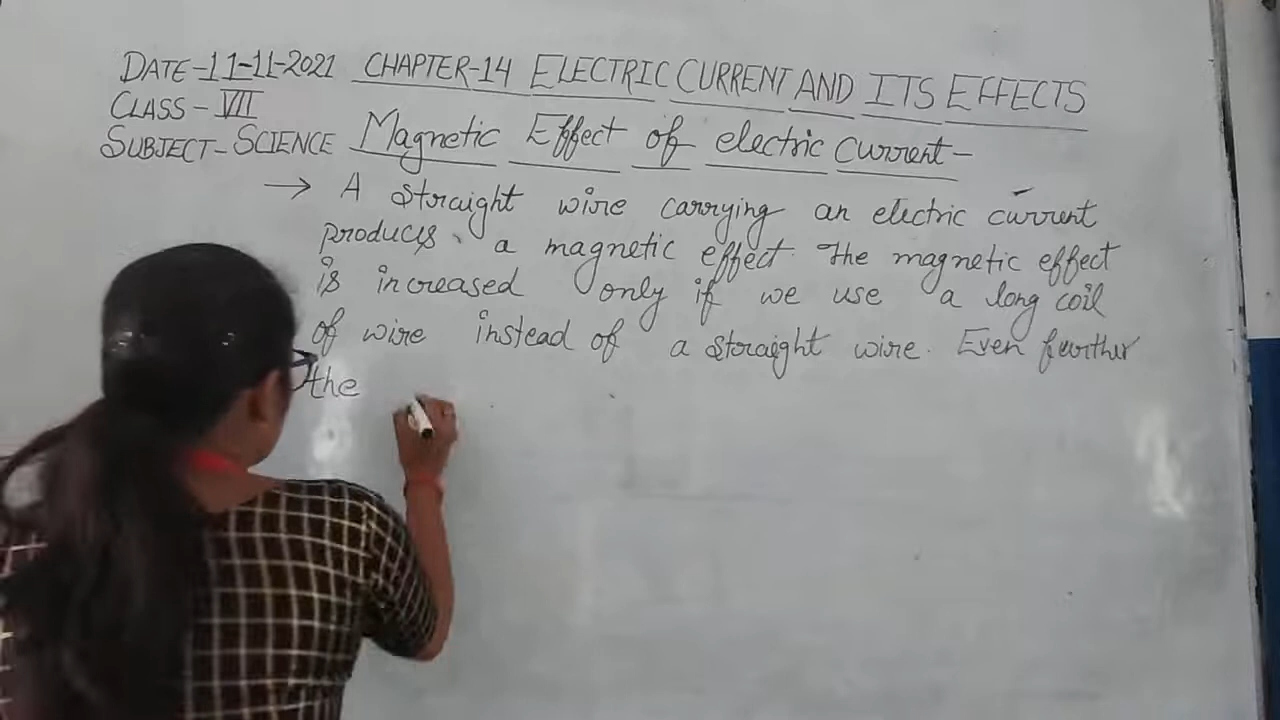 DATE-11-11-2021 CHAPTER-14 ELECTRIC CURRENT AND ITS EFFECTS
CLASS-VII
SUBJECT-SCIENCE Magnetic Effect of electric current-
→ A straight wire carrying an electric current
produces a magnetic effect. The magnetic effect
is increased only if we use a long coil
of wire instead of a straight wire. Even further
the